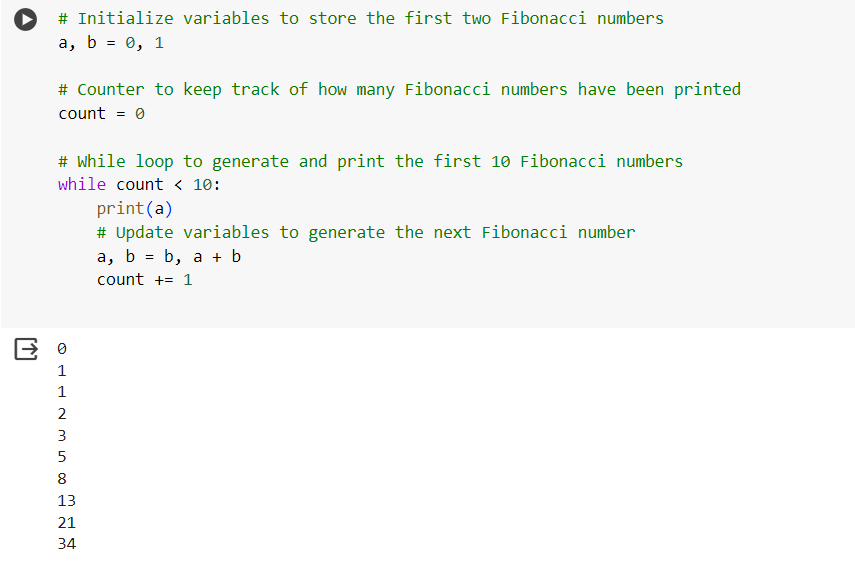 # Initialize variables to store the first two Fibonacci numbers
a, b = 0, 1
# Counter to keep track of how many Fibonacci numbers have been printed
count = 0
# While loop to generate and print the first 10 Fibonacci numbers
while count < 10:
    print(a)
    # Update variables to generate the next Fibonacci number
    a, b = b, a + b
    count += 1
0
1
1
2
3
5
8
13
21
34